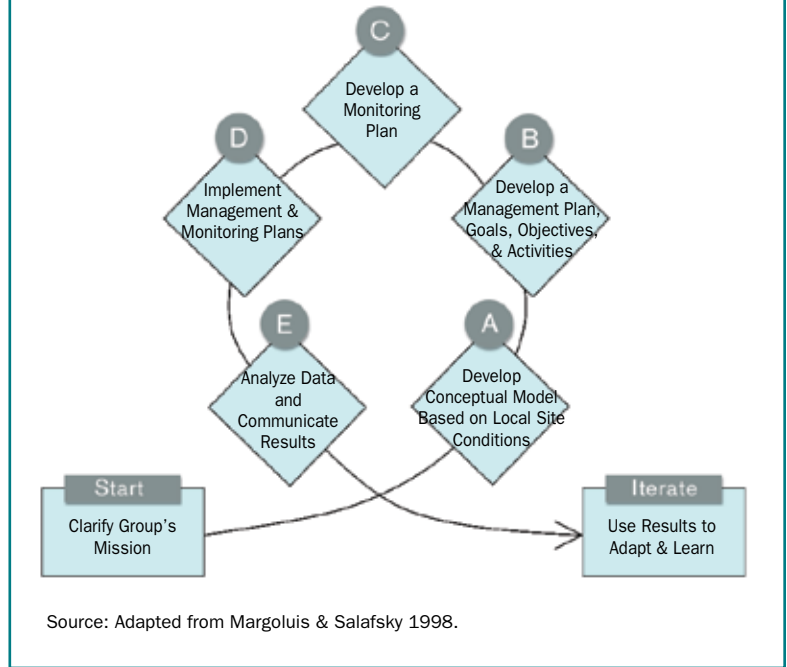 C
Develop a
Monitoring
Plan
D
Implement
Management &
Monitoring Plans
B
Develop a
Management Plan,
Goals, Objectives,
& Activities
E
Analyze Data
and
Communicate
Results
A
Develop
Conceptual Model
Based on Local Site
Conditions
Start
Clarify Group's
Mission
Iterate
Use Results to
Adapt & Learn
Source: Adapted from Margoluis & Salafsky 1998.